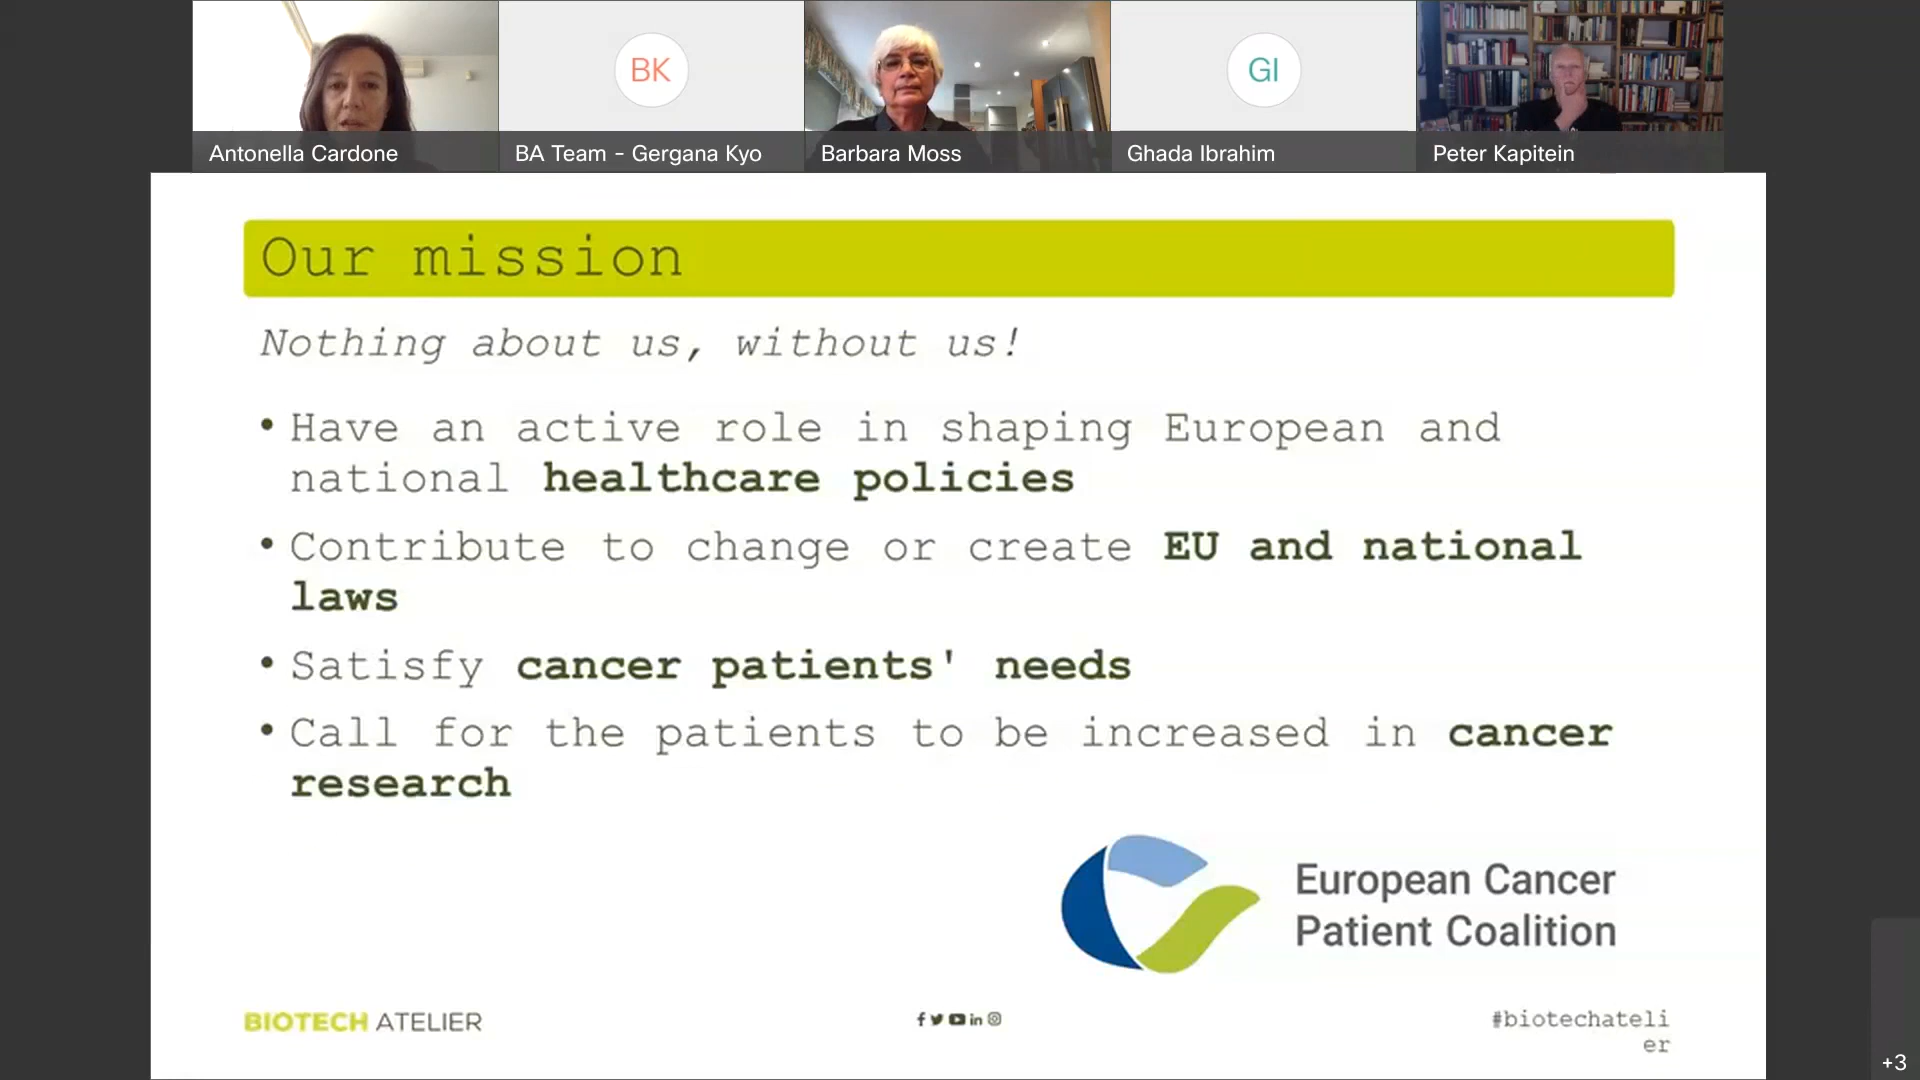 BK
GI
Antonella Cardone
BA Team - Gergana Kyo
Barbara Moss
Ghada Ibrahim
Peter Kapitein
Our mission
Nothing about us, without us!
• Have an active role in shaping European and
national healthcare policies
• Contribute to change or create EU and national
laws
• Satisfy cancer patients' needs
• Call for the patients to be increased in cancer
research
European Cancer
Patient Coalition
BIOTECH ATELIER
#biotechateli
er
+3